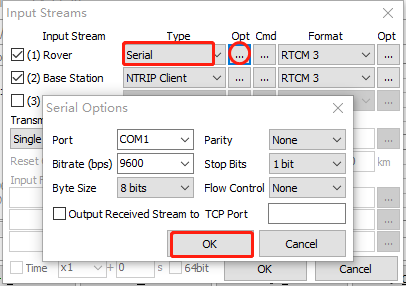 Input Streams
Input Stream Type Opt Cmd Format Opt
(1) Rover Serial ... ... RTCM 3 ...
(2) Base Station NTRIP Client ... ... RTCM 3 ...
(3)
Serial Options
Transm
Single
Port COM1 Parity None
Reset
km
Bitrate (bps) 9600 Stop Bits 1 bit
Input F
Byte Size 8 bits Flow Control None
...
Output Received Stream to TCP Port
...
OK Cancel
...
Time x1 + 0 s 64bit OK Cancel